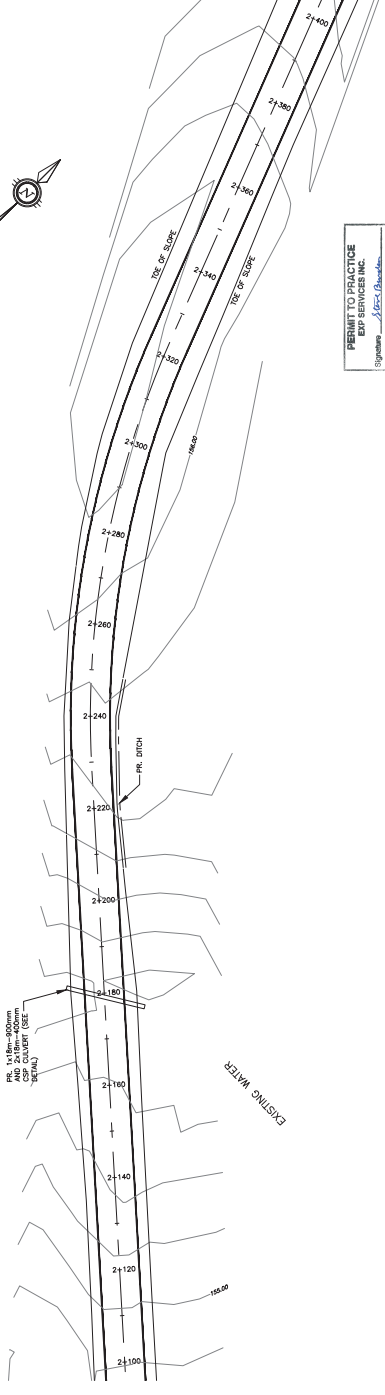 2+400
2+380
2+360
TOE OF SLOPE
2+340
TOE OF SLOPE
2+320
2+300
156.00
2+280
2+260
2+240
PR. DITCH
2+220
2+200
2+180
PR. 1x18m-900mm
AND 2x18m-400mm
CSP CULVERT (SEE
DETAIL)
2+160
EXISTING WATER
2+140
2+120
155.00
2+100
N
PERMIT TO PRACTICE
EXP SERVICES INC.
Signature